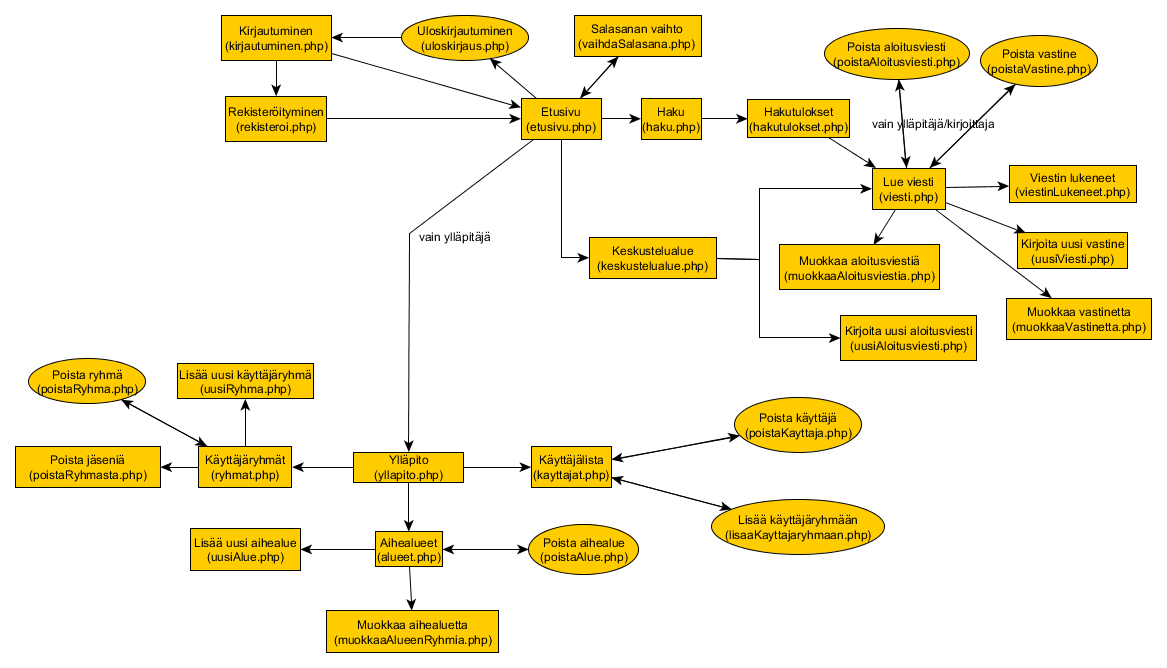 Kirjautuminen
(kirjautuminen.php)
Uloskirjautuminen
(uloskirjaus.php)
Salasanan vaihto
(vaihdaSalasana.php)
Poista aloitusviesti
(poistaAloitusviesti.php)
Poista vastine
(poistaVastine.php)
Rekisteröityminen
(rekisteroi.php)
Etusivu
(etusivu.php)
Haku
(haku.php)
Hakutulokset
(hakutulokset.php)
vain ylläpitäjä/kirjoittaja
Lue viesti
(viesti.php)
Viestin lukeneet
(viestinLukeneet.php)
vain ylläpitäjä
Keskustelualue
(keskustelualue.php)
Muokkaa aloitusviestiä
(muokkaaAloitusviestia.php)
Kirjoita uusi vastine
(uusiViesti.php)
Muokkaa vastinetta
(muokkaaVastinetta.php)
Kirjoita uusi aloitusviesti
(uusiAloitusviesti.php)
Poista ryhmä
(poistaRyhma.php)
Lisää uusi käyttäjäryhmä
(uusiRyhma.php)
Poista käyttäjä
(poistaKayttaja.php)
Poista jäseniä
(poistaRyhmasta.php)
Käyttäjäryhmät
(ryhmat.php)
Ylläpito
(yllapito.php)
Käyttäjälista
(kayttajat.php)
Lisää käyttäjäryhmään
(lisaaKayttajaryhmaan.php)
Lisää uusi aihealue
(uusiAlue.php)
Aihealueet
(alueet.php)
Poista aihealue
(poistaAlue.php)
Muokkaa aihealuetta
(muokkaaAlueenRyhmia.php)